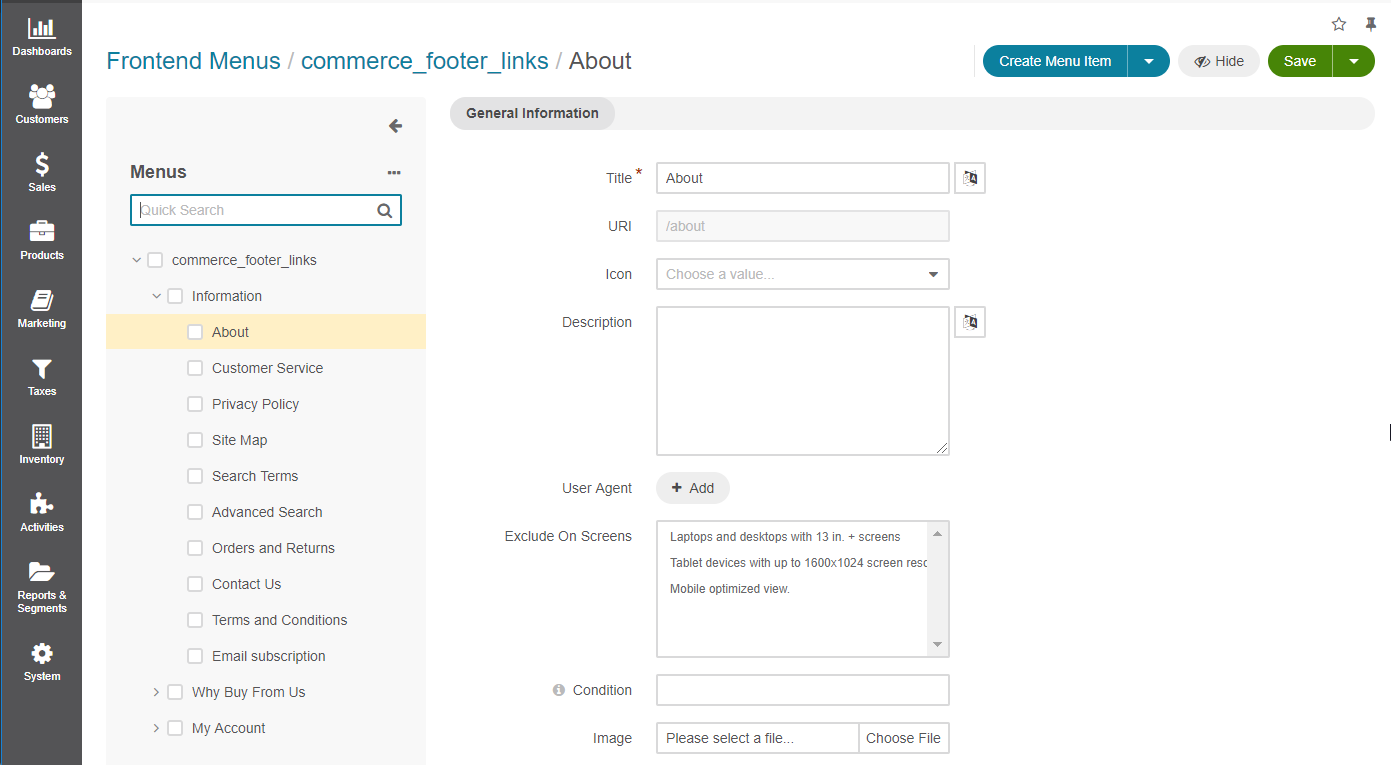 Dashboards
Customers
Sales
Products
Marketing
Taxes
Inventory
Activities
Reports &
Segments
System
Frontend Menus / commerce_footer_links / About
Create Menu Item
Hide
Save
Menus
Quick Search
commerce_footer_links
Information
About
Customer Service
Privacy Policy
Site Map
Search Terms
Advanced Search
Orders and Returns
Contact Us
Terms and Conditions
Email subscription
Why Buy From Us
My Account
General Information
Title * About
URI /about
Icon Choose a value...
Description
User Agent + Add
Exclude On Screens Laptops and desktops with 13 in. + screens
Tablet devices with up to 1600x1024 screen reso
Mobile optimized view.
Condition
Image Please select a file... Choose File